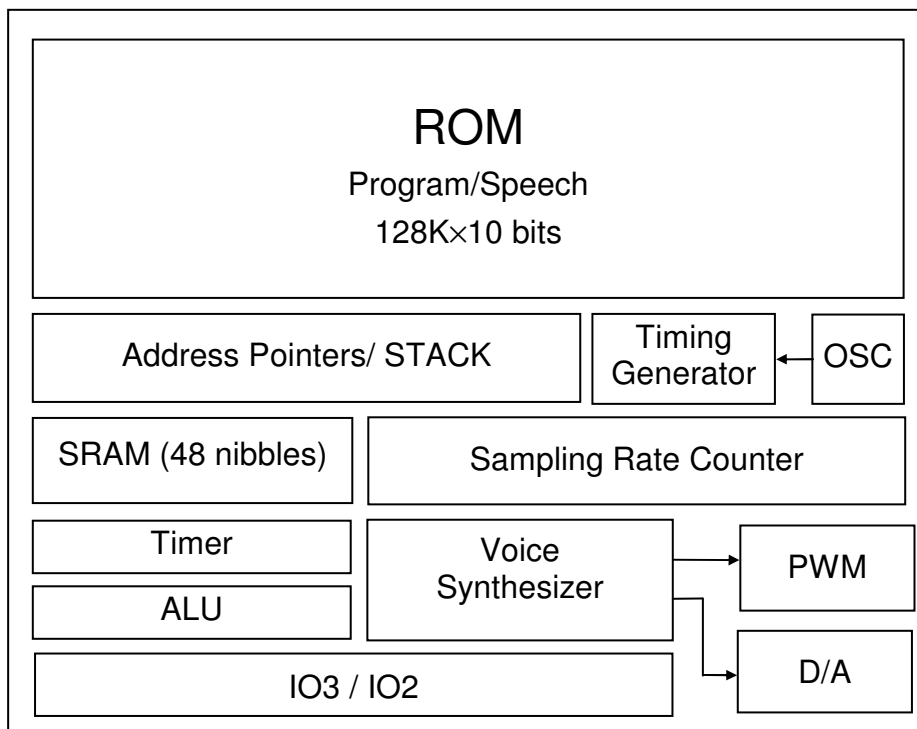 ROM
Program/Speech
128K×10 bits
Address Pointers/ STACK
Timing
Generator
OSC
SRAM (48 nibbles)
Sampling Rate Counter
Timer
Voice
Synthesizer
PWM
ALU
IO3 / IO2
D/A